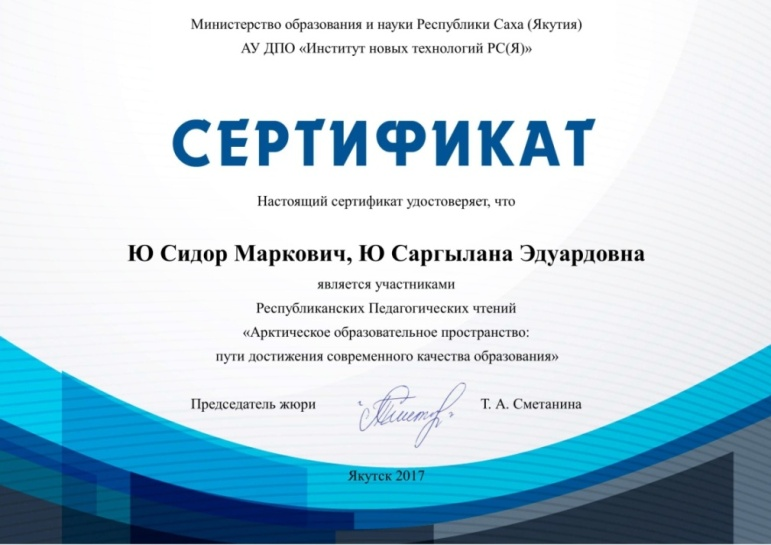 Министерство образования и науки Республики Саха (Якутия)
АУ ДПО «Институт новых технологий РС(Я)»
СЕРТИФИКАТ
Настоящий сертификат удостоверяет, что
Ю Сидор Маркович, Ю Саргылана Эдуардовна
является участниками
Республиканских Педагогических чтений
«Арктическое образовательное пространство:
пути достижения современного качества образования»
Председатель жюри Т. А. Сметанина
Якутск 2017